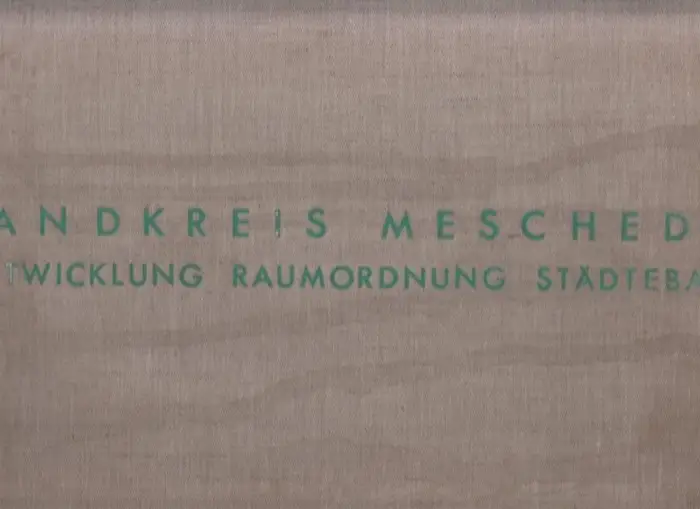 ANDKREIS MESCHED
TWICKLUNG RAUMORDNUNG STÄDTEBA